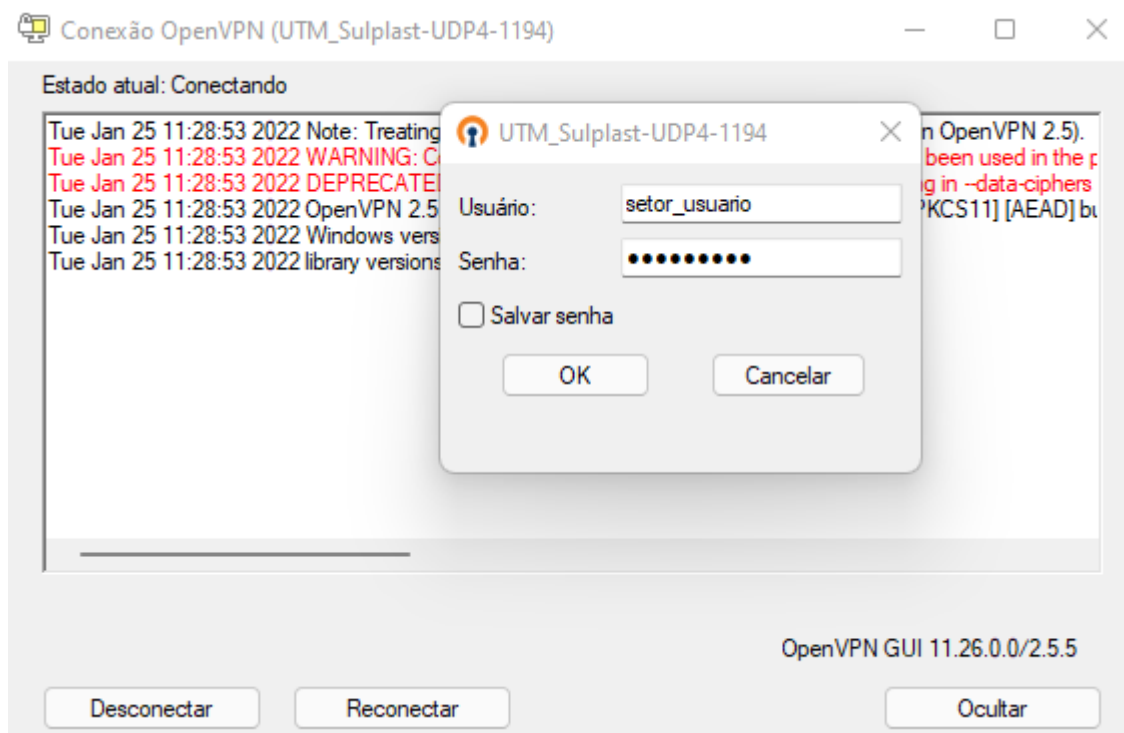 Conexão OpenVPN (UTM_Sulplast-UDP4-1194)
Estado atual: Conectando
Tue Jan 25 11:28:53 2022 Note: Treating
n OpenVPN 2.5).
Tue Jan 25 11:28:53 2022 WARNING:
been used in the
Tue Jan 25 11:28:53 2022
in --data-ciphers
Tue Jan 25 11:28:53 2022 OpenVPN 2.5
PKCS11] [AEAD]
Tue Jan 25 11:28:53 2022 Windows vers
Tue Jan 25 11:28:53 2022 library versions
UTM_Sulplast-UDP4-1194
Usuário: setor_usuario
Senha: •••••••••
Salvar senha
OK Cancelar
OpenVPN GUI 11.26.0.0/2.5.5
Desconectar Reconectar Ocultar